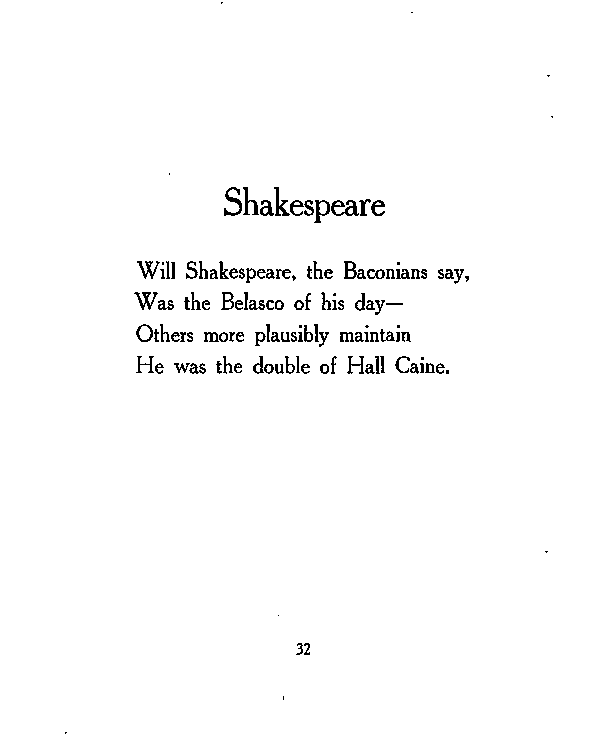 Shakespeare
Will Shakespeare, the Baconians say,
Was the Belasco of his day—
Others more plausibly maintain
He was the double of Hall Caine.
32